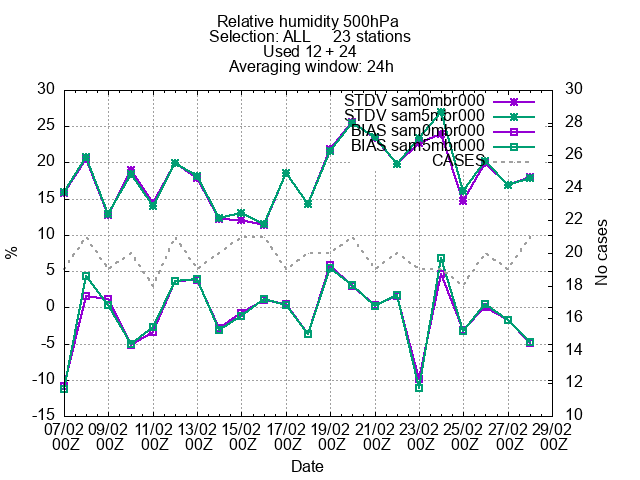 Relative humidity 500hPa
Selection: ALL 23 stations
Used 12 + 24
Averaging window: 24h
STDV sam0mbr000
STDV sam5mbr000
BIAS sam0mbr000
BIAS sam5mbr000
CASES
30 25 20 15 10 5 0 -5 -10 -15
%
30 28 26 24 22 20 18 16 14 12 10
No cases
07/02 09/02 11/02 13/02 15/02 17/02 19/02 21/02 23/02 25/02 27/02 29/02
00Z 00Z 00Z 00Z 00Z 00Z 00Z 00Z 00Z 00Z 00Z 00Z
Date